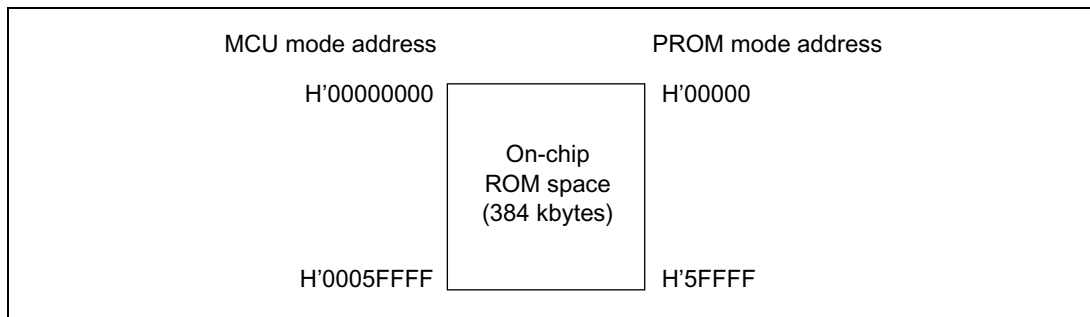 MCU mode address PROM mode address
H’00000000 H’00000
On-chip
ROM space
(384 kbytes)
H’0005FFFF H’5FFFF